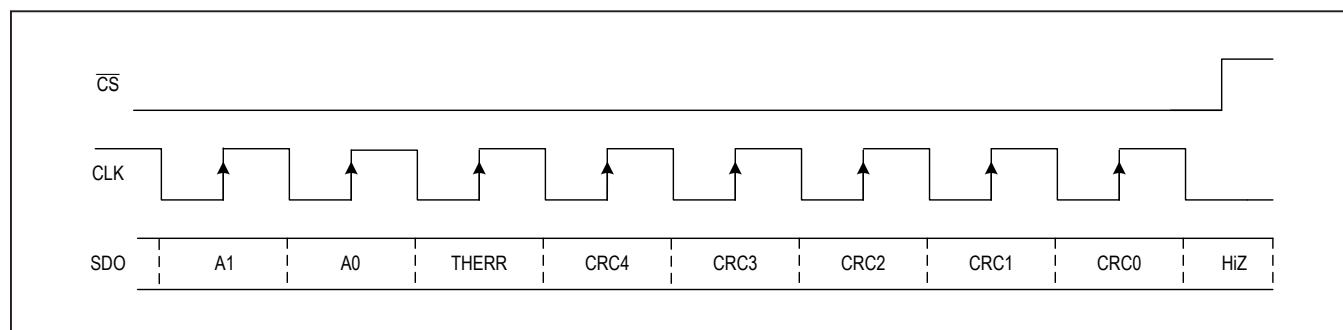 CS
CLK
SDO A1 A0 THERR CRC4 CRC3 CRC2 CRC1 CRC0 HiZ